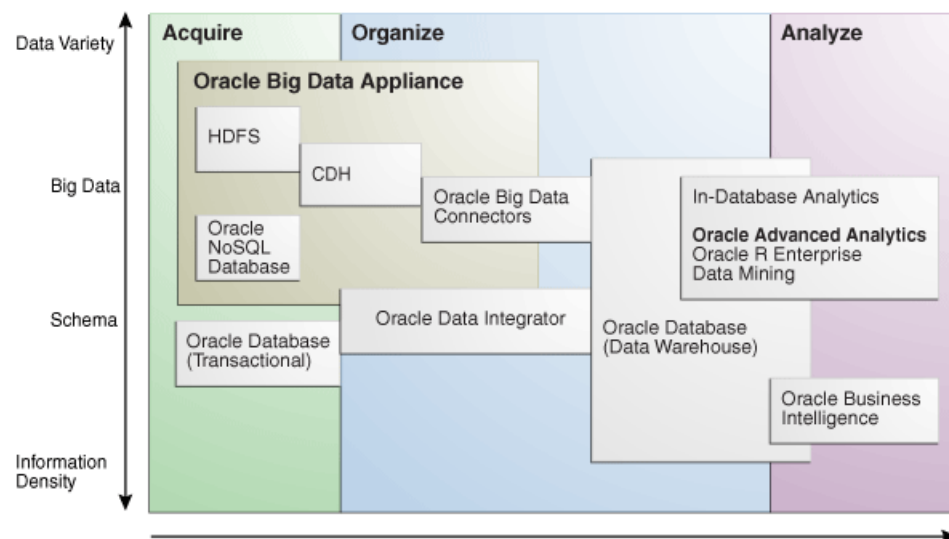 Data Variety
Acquire
Organize
Analyze
Oracle Big Data Appliance
HDFS
CDH
Big Data
Oracle Big Data
Connectors
In-Database Analytics
Oracle Advanced Analytics
Oracle R Enterprise
Data Mining
Oracle
NoSQL
Database
Schema
Oracle Database
(Transactional)
Oracle Data Integrator
Oracle Database
(Data Warehouse)
Oracle Business
Intelligence
Information
Density